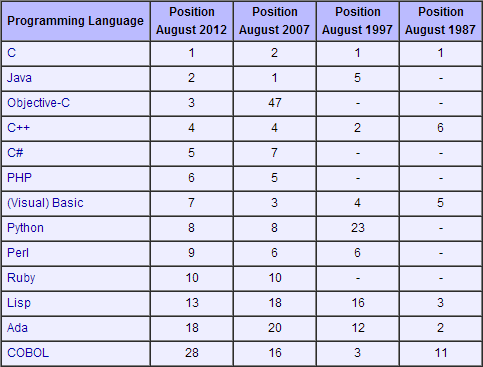 Programming Language Position August 2012 Position August 2007 Position August 1997 Position August 1987
C 1 2 1 1
Java 2 1 5 -
Objective-C 3 47 - -
C++ 4 4 2 6
C# 5 7 - -
PHP 6 5 - -
(Visual) Basic 7 3 4 5
Python 8 8 23 -
Perl 9 6 6 -
Ruby 10 10 - -
Lisp 13 18 16 3
Ada 18 20 12 2
COBOL 28 16 3 11